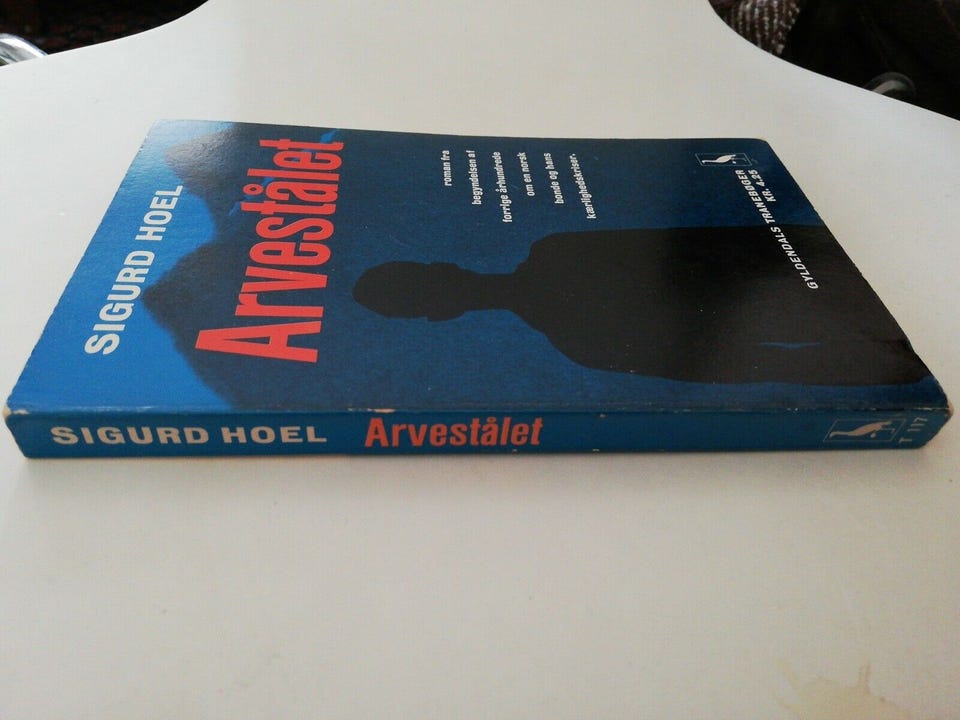 SIGURD HOEL
Arvestålet
roman fra
begyndelsen af
forrige århundrede
om en norsk
bonde og hans
kærlighedskriser.
GYLDENDALS TRANEBØGER
KR. 4.25
SIGURD HOEL Arvestålet T 117